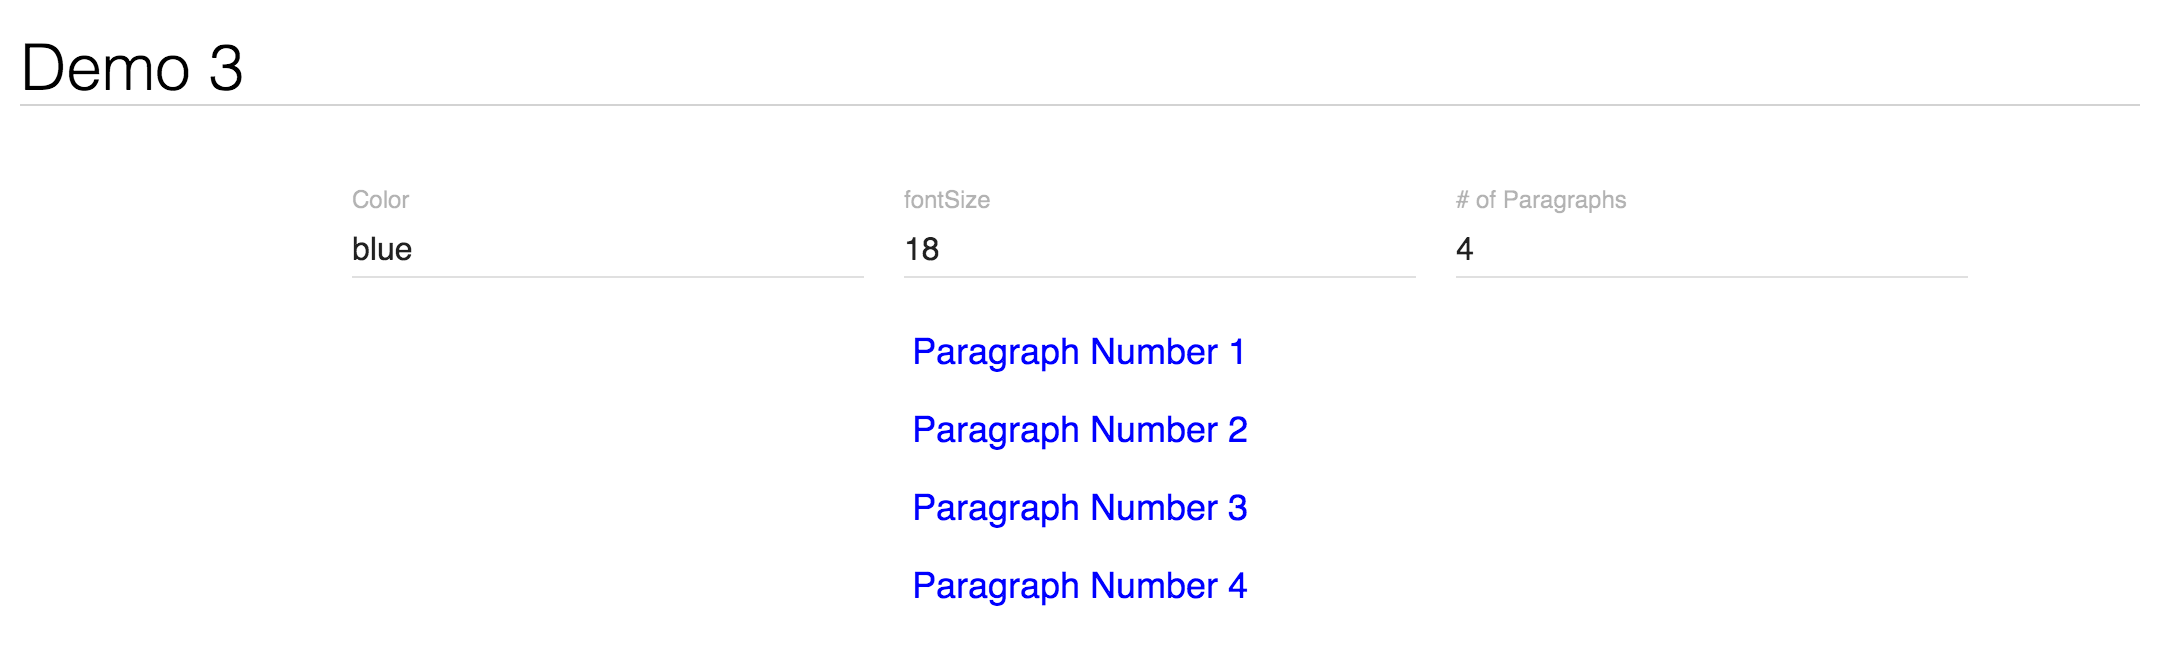 Demo 3
Color fontSize # of Paragraphs
blue 18 4
Paragraph Number 1
Paragraph Number 2
Paragraph Number 3
Paragraph Number 4